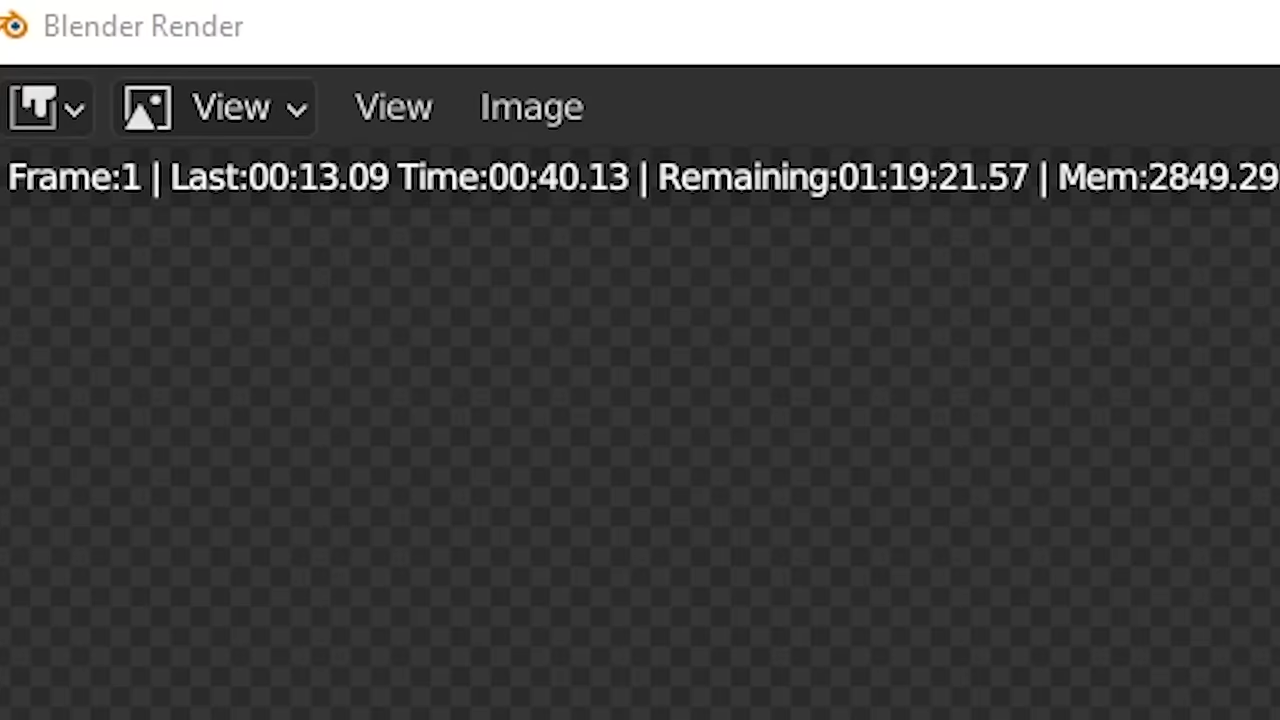 Blender Render
View View Image
Frame:1 | Last:00:13.09 Time:00:40.13 | Remaining:01:19:21.57 | Mem:2849.29